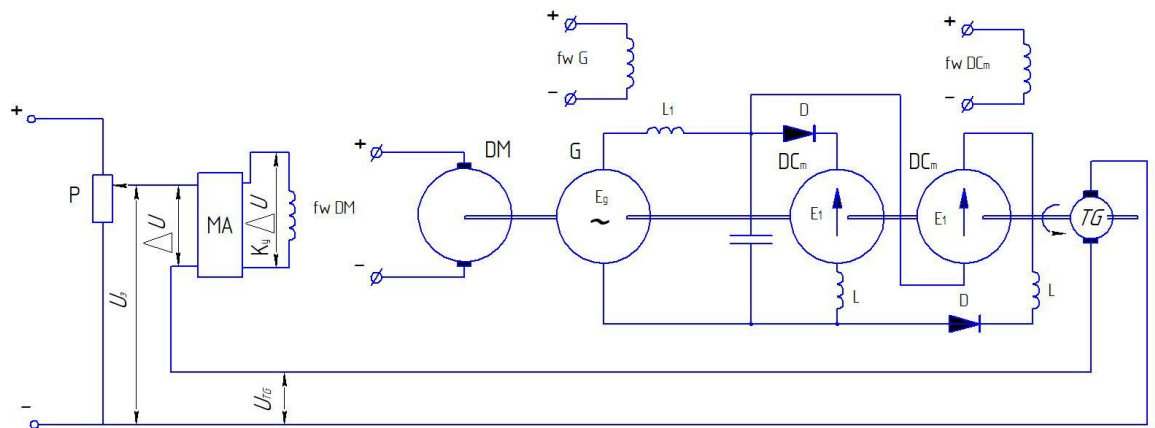 +
fw G
−
+
fw DCm
−
+
P
−
U₃
ΔU
MA
KyΔU
fw DM
+
DM
−
G
Eg
~
L1
D
DCm
E1
L
DCm
E1
D
L
TG
UTG